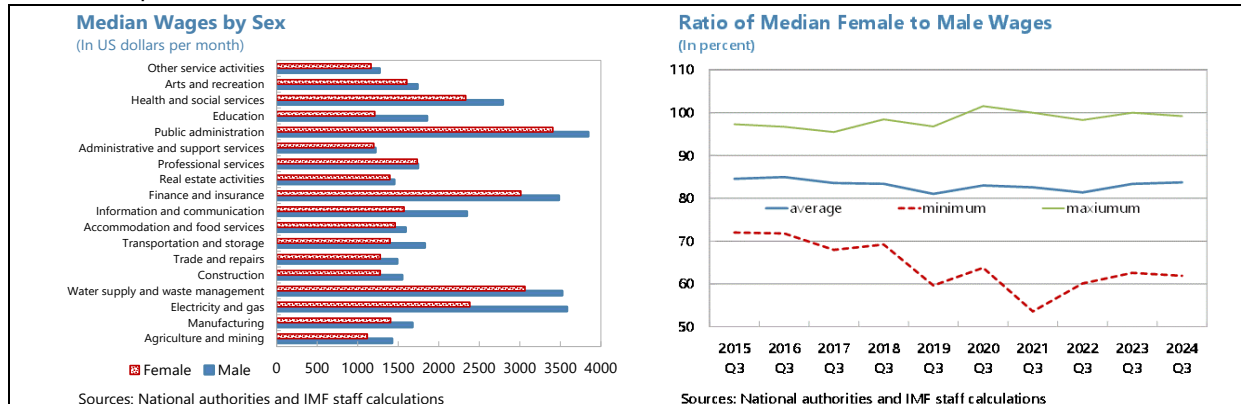 Median Wages by Sex
(In US dollars per month)
Other service activities
Arts and recreation
Health and social services
Education
Public administration
Administrative and support services
Professional services
Real estate activities
Finance and insurance
Information and communication
Accommodation and food services
Transportation and storage
Trade and repairs
Construction
Water supply and waste management
Electricity and gas
Manufacturing
Agriculture and mining
Female Male
0 500 1000 1500 2000 2500 3000 3500 4000
Sources: National authorities and IMF staff calculations
Ratio of Median Female to Male Wages
(In percent)
110
100
90
80
average minimum maxiumum
70
60
50
2015 2016 2017 2018 2019 2020 2021 2022 2023 2024
Q3 Q3 Q3 Q3 Q3 Q3 Q3 Q3 Q3 Q3
Sources: National authorities and IMF staff calculations